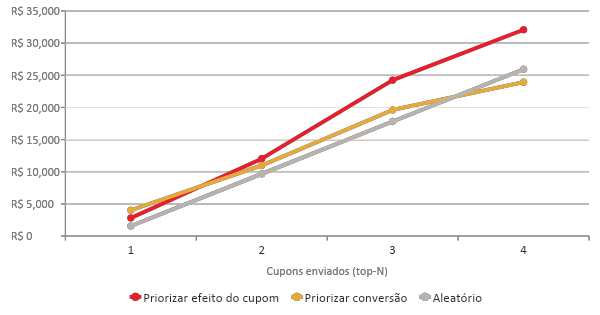 R$ 35,000
R$ 30,000
R$ 25,000
R$ 20,000
R$ 15,000
R$ 10,000
R$ 5,000
R$ 0
1 2 3 4
Cupons enviados (top-N)
Priorizar efeito do cupom Priorizar conversão Aleatório